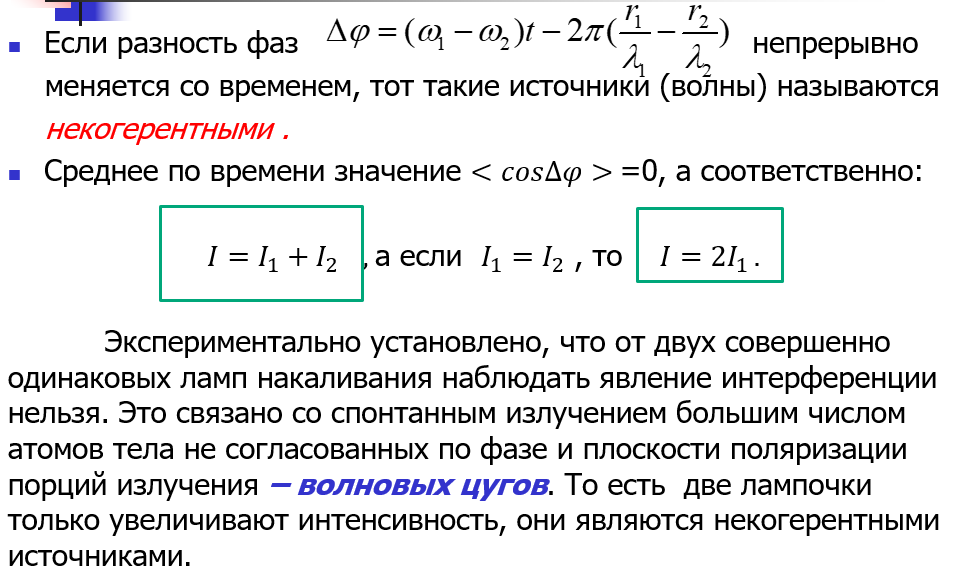 Если разность фаз Δφ = (ω₁ − ω₂)t − 2π(r₁/λ₁ − r₂/λ₂) непрерывно
меняется со временем, тот такие источники (волны) называются
некогерентными .
Среднее по времени значение < cosΔφ > =0, а соответственно:
I = I₁ + I₂ , а если I₁ = I₂ , то I = 2I₁ .
Экспериментально установлено, что от двух совершенно
одинаковых ламп накаливания наблюдать явление интерференции
нельзя. Это связано со спонтанным излучением большим числом
атомов тела не согласованных по фазе и плоскости поляризации
порций излучения – волновых цугов. То есть две лампочки
только увеличивают интенсивность, они являются некогерентными
источниками.